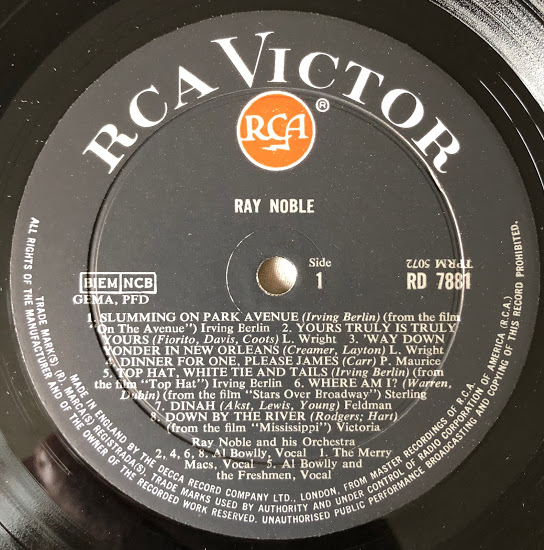 RCA VICTOR
RCA
®
RAY NOBLE
Side
1
TPRM 5072
RD 7881
BIEM NCB
GEMA, PFD
1. SLUMMING ON PARK AVENUE (Irving Berlin) (from the film
"On The Avenue") Irving Berlin 2. YOURS TRULY IS TRULY
YOURS (Fiorito, Davis, Coots) L. Wright 3. 'WAY DOWN
YONDER IN NEW ORLEANS (Creamer, Layton) L. Wright
4. DINNER FOR ONE, PLEASE JAMES (Carr) P. Maurice
5. TOP HAT, WHITE TIE AND TAILS (Irving Berlin) (from
the film "Top Hat") Irving Berlin 6. WHERE AM I? (Warren,
Dubin) (from the film "Stars Over Broadway") Sterling
7. DINAH (Akst, Lewis, Young) Feldman
8. DOWN BY THE RIVER (Rodgers; Hart)
(from the film "Mississippi") Victoria
Ray Noble and his Orchestra
2, 4, 6, 8. Al Bowlly, Vocal 1. The Merry
Macs, Vocal 5. Al Bowlly and
the Freshmen, Vocal
ALL RIGHTS OF THE MANUFACTURER AND OF THE OWNER OF THE RECORDED WORK RESERVED. UNAUTHORISED PUBLIC PERFORMANCE BROADCASTING AND COPYING OF THIS RECORD PROHIBITED.
TRADE MARK(S) (R). MARCA(S) REGISTRADA(S). TRADE MARKS USED BY AUTHORITY AND UNDER CONTROL OF RADIO CORPORATION OF AMERICA (R.C.A.)
MADE IN ENGLAND BY THE DECCA RECORD COMPANY LTD., LONDON, FROM MASTER RECORDINGS OF R.C.A.